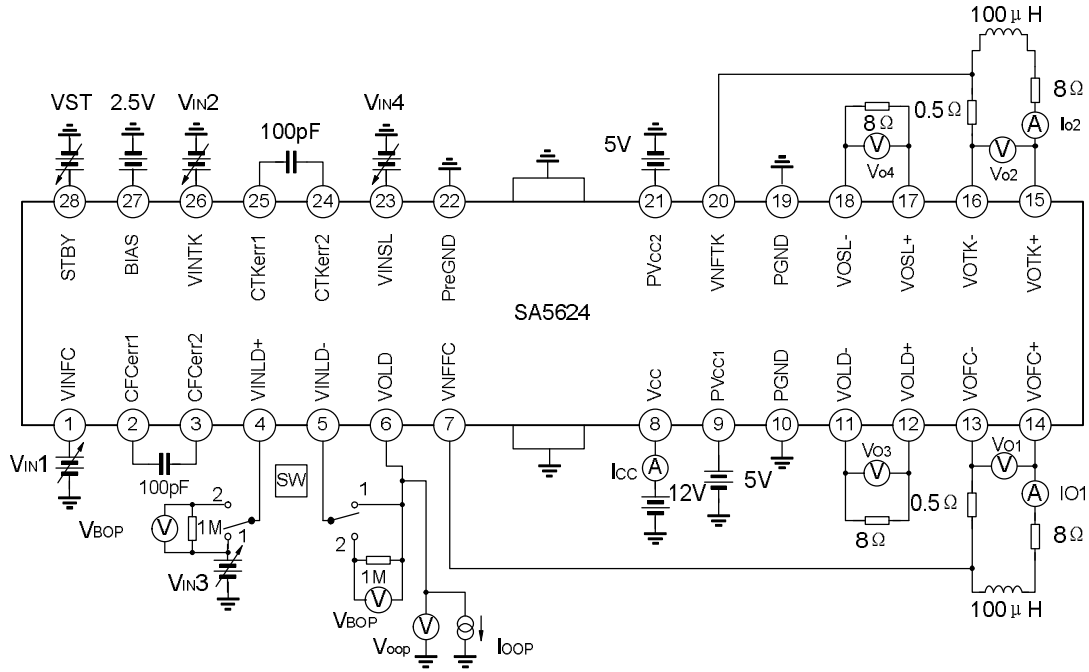 100μH
VST 2.5V VIN2 VIN4
100pF
5V
8Ω
0.5Ω
8Ω
A
Io2
V
Vo4
V
Vo2
28 27 26 25 24 23 22 21 20 19 18 17 16 15
STBY BIAS VINTK CTKerr1 CTKerr2 VINSL PreGND PVCC2 VNFTK PGND VOSL- VOSL+ VOTK- VOTK+
SA5624
VINFC CFCerr1 CFCerr2 VINLD+ VINLD- VOLD VNFFC VCC PVCC1 PGND VOLD- VOLD+ VOFC- VOFC+
1 2 3 4 5 6 7 8 9 10 11 12 13 14
VIN1
100pF
SW
ICC
A
12V
5V
VO3
V
VO1
V
A
IO1
2
1
VBOP
V
1M
1
2
0.5Ω
8Ω
8Ω
VIN3
1M
V
VBOP
100μH
Voop
V
IOOP